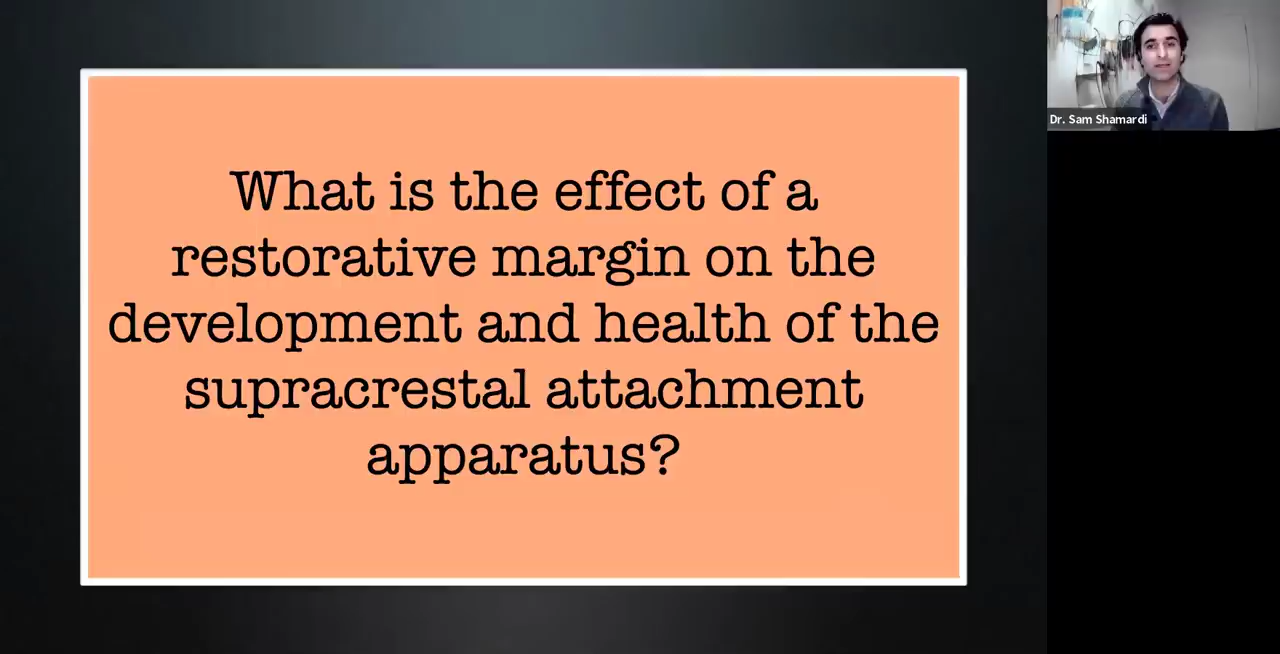 What is the effect of a
restorative margin on the
development and health of the
supracrestal attachment
apparatus?
Dr. Sam Shamardi